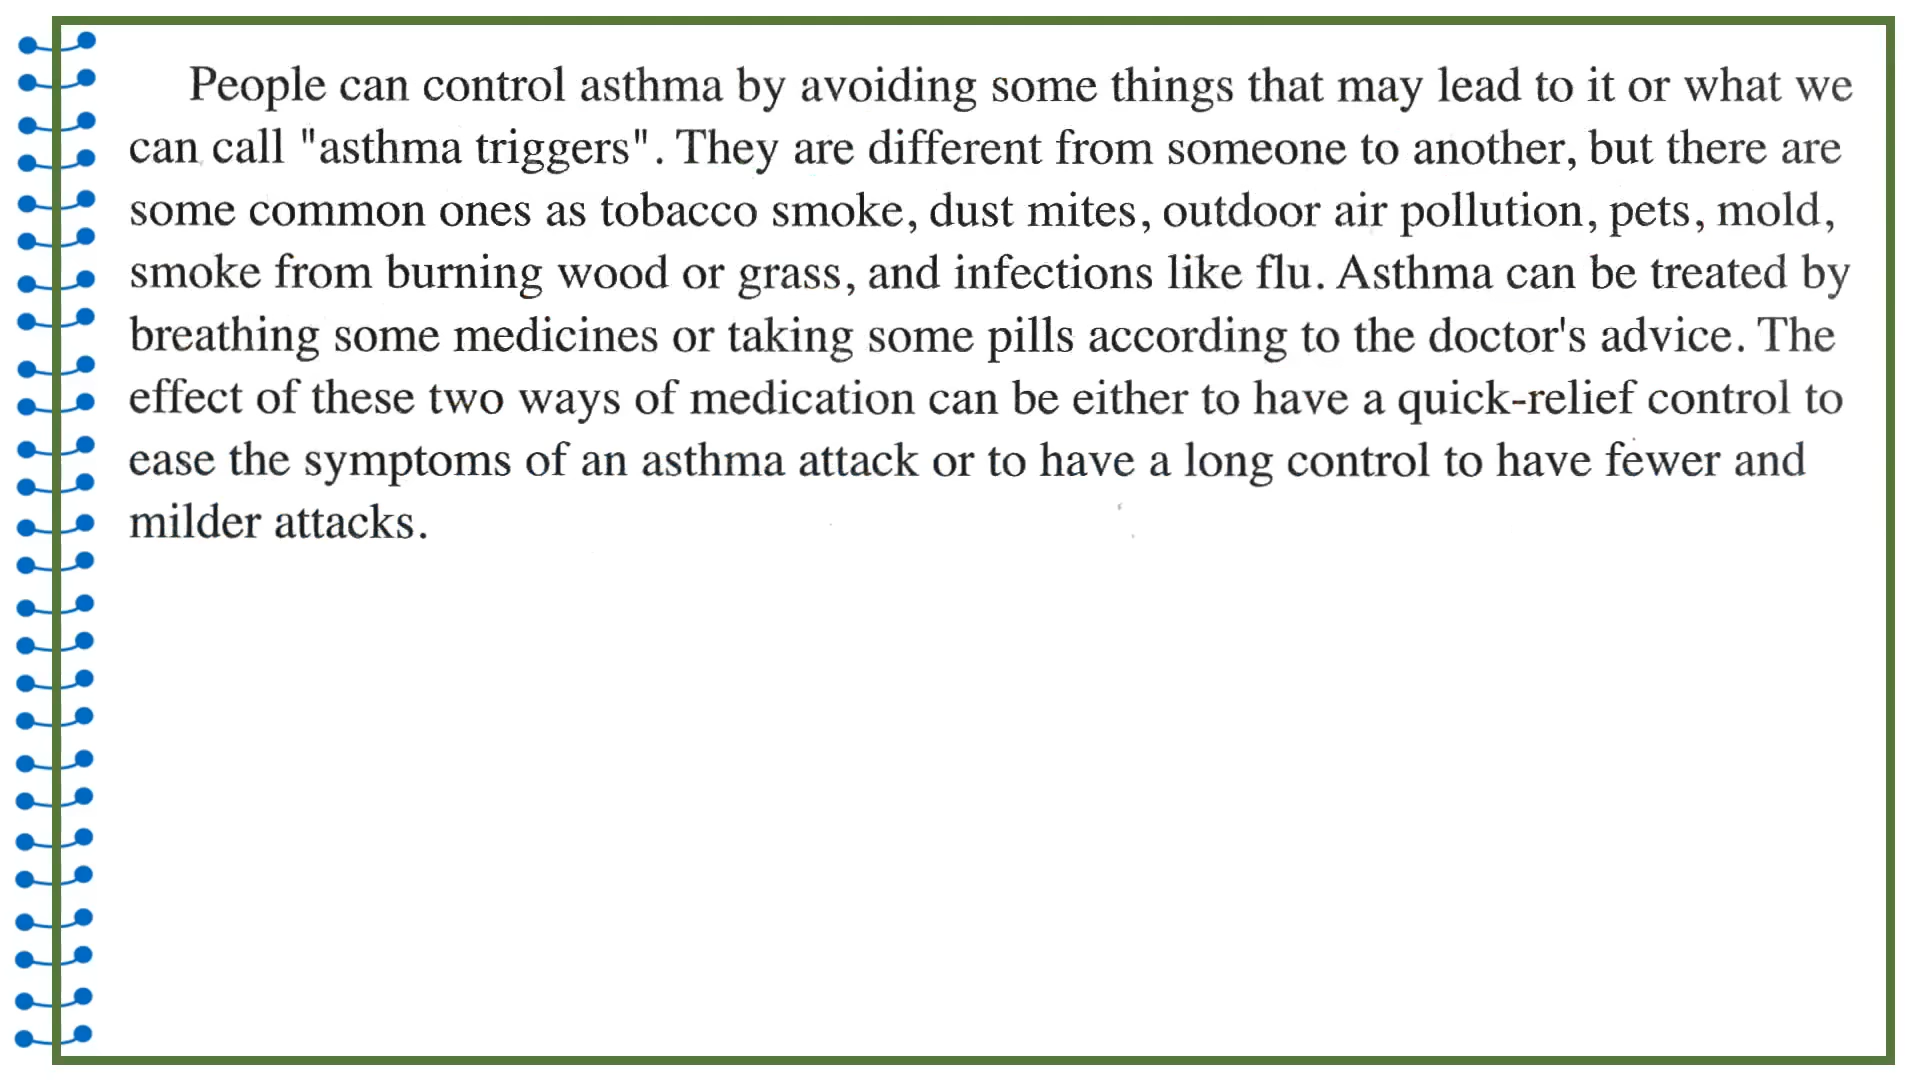 People can control asthma by avoiding some things that may lead to it or what we
can call "asthma triggers". They are different from someone to another, but there are
some common ones as tobacco smoke, dust mites, outdoor air pollution, pets, mold,
smoke from burning wood or grass, and infections like flu. Asthma can be treated by
breathing some medicines or taking some pills according to the doctor's advice. The
effect of these two ways of medication can be either to have a quick-relief control to
ease the symptoms of an asthma attack or to have a long control to have fewer and
milder attacks.